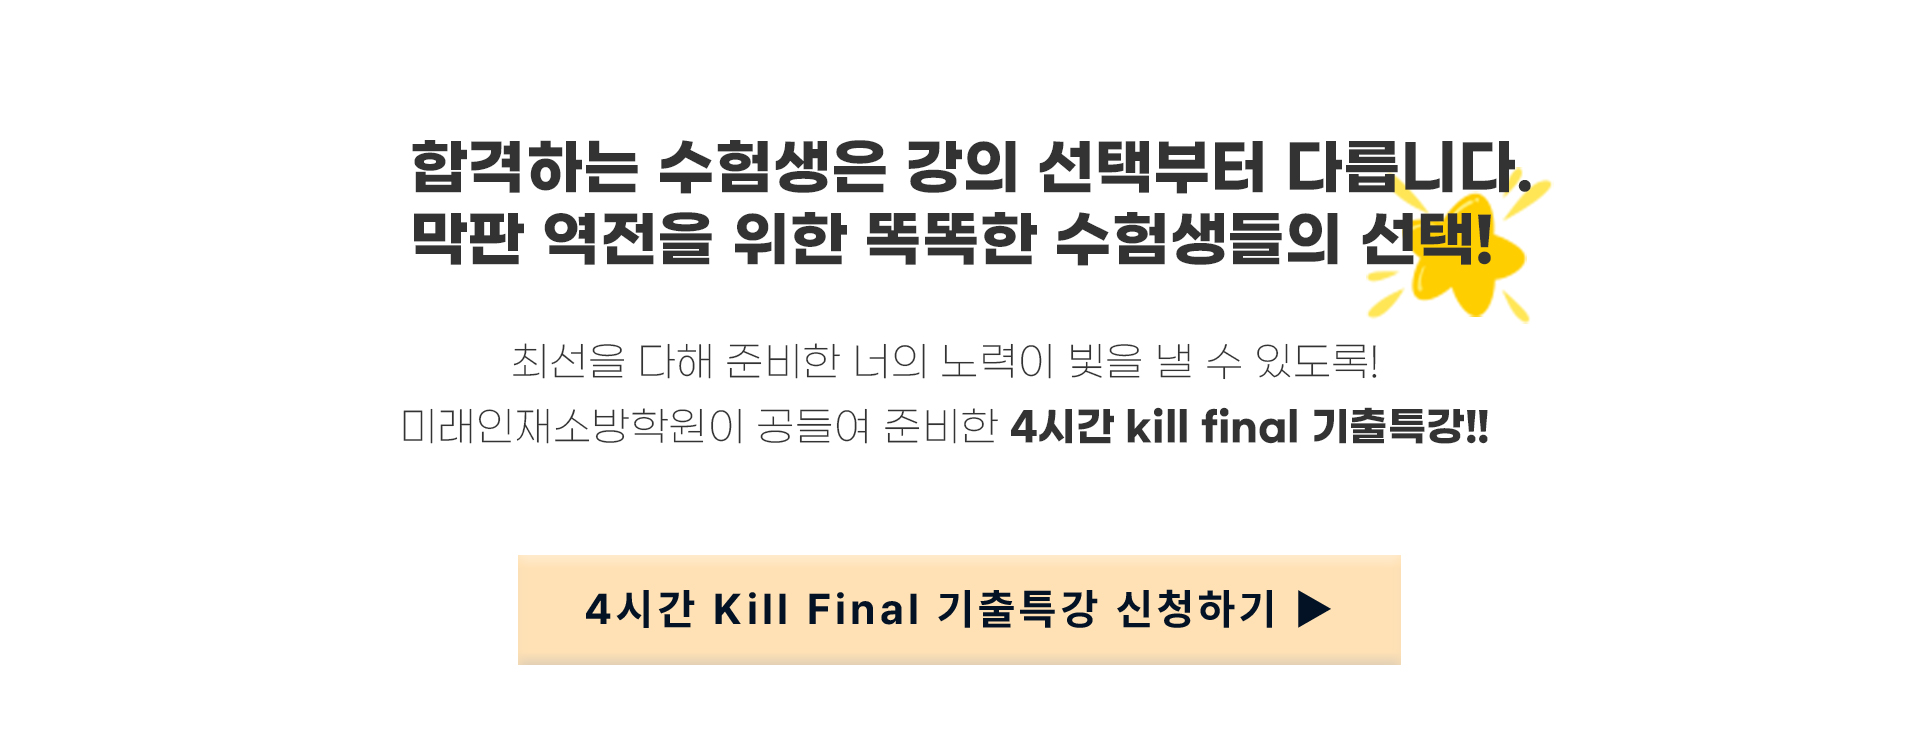 합격하는 수험생은 강의 선택부터 다릅니다.
막판 역전을 위한 똑똑한 수험생들의 선택!
최선을 다해 준비한 너의 노력이 빛을 낼 수 있도록!
미래인재소방학원이 공들여 준비한 4시간 kill final 기출특강!!
4시간 Kill Final 기출특강 신청하기 ▶